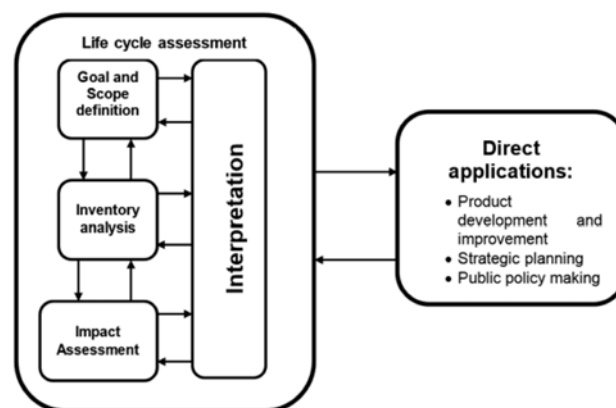 Life cycle assessment
Goal and
Scope
definition
Inventory
analysis
Impact
Assessment
Interpretation
Direct
applications:
• Product
development and
improvement
• Strategic planning
• Public policy making